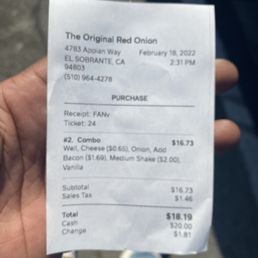 The Original Red Onion
4783 Appian Way February 18, 2022
EL SOBRANTE, CA 2:31 PM
94803
(510) 964-4278
PURCHASE
Receipt: FANv
Ticket: 24
#2. Combo $16.73
Well, Cheese ($0.65), Onion, Add
Bacon ($1.69), Medium Shake ($2.00),
Vanilla
Subtotal $16.73
Sales Tax $1.46
Total $18.19
Cash $20.00
Change $1.81